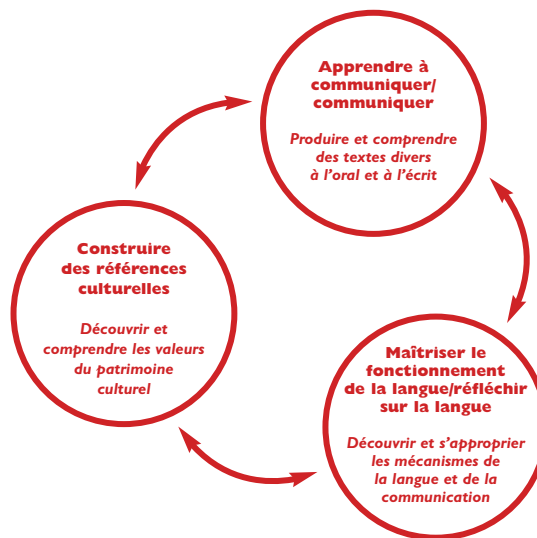 Apprendre à
communiquer/
communiquer
Produire et comprendre
des textes divers
à l'oral et à l'écrit
Construire
des références
culturelles
Découvrir et
comprendre les valeurs
du patrimoine
culturel
Maîtriser le
fonctionnement
de la langue/réfléchir
sur la langue
Découvrir et s'approprier
les mécanismes de
la langue et de la
communication